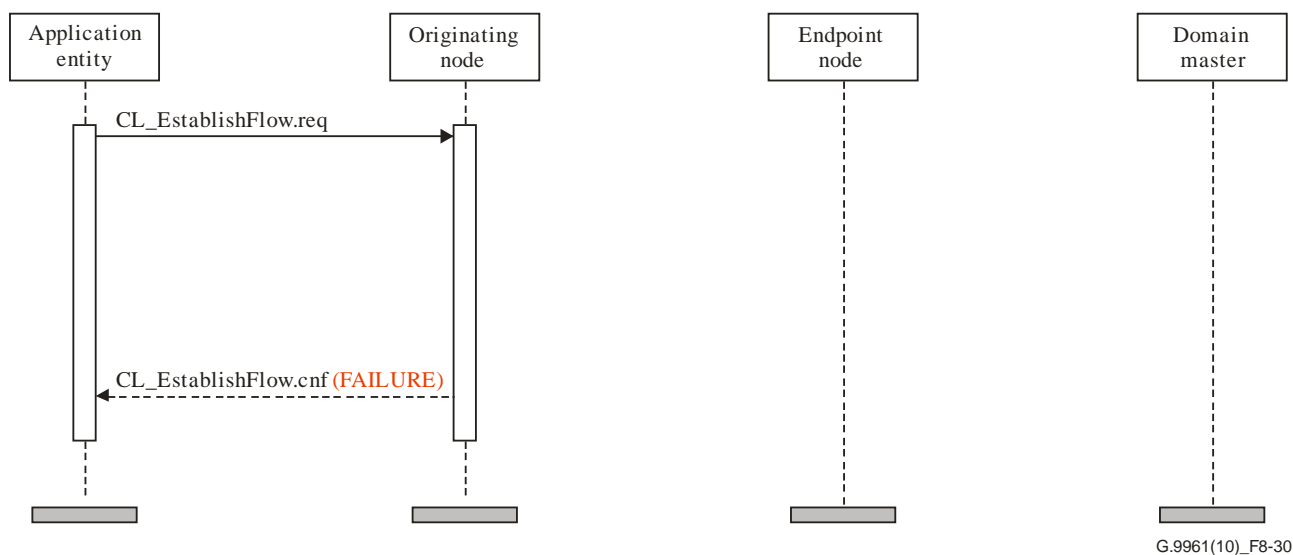 Application
entity
Originating
node
Endpoint
node
Domain
master
CL_EstablishFlow.req
CL_EstablishFlow.cnf (FAILURE)
G.9961(10)_F8-30